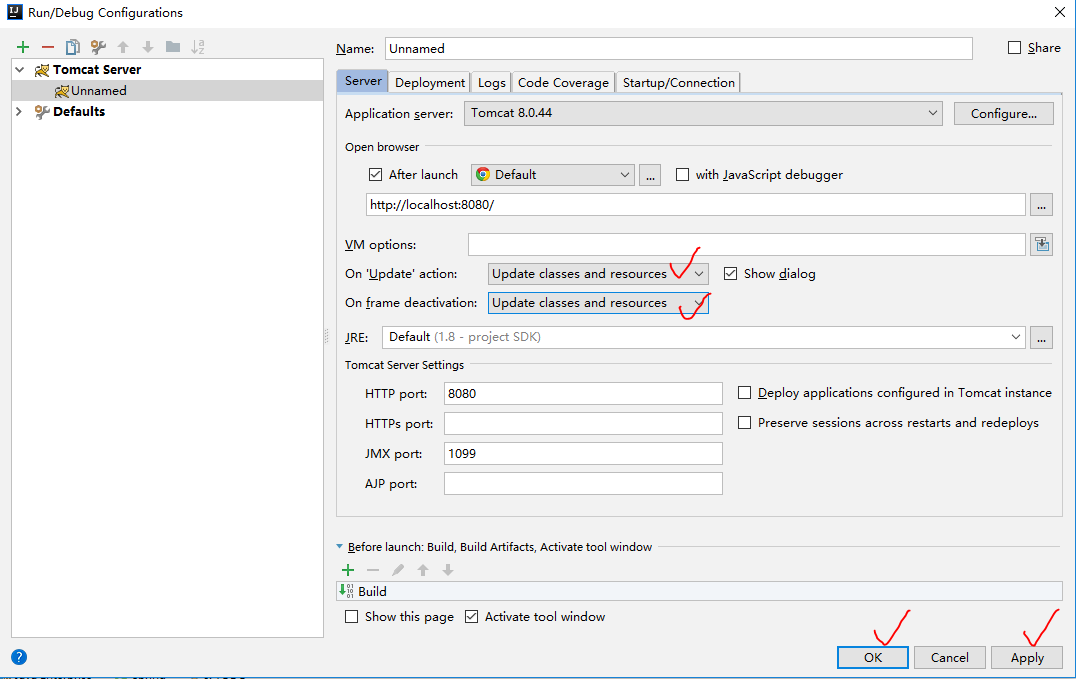 Run/Debug Configurations
Tomcat Server
Unnamed
Defaults
Name: Unnamed
Share
Server Deployment Logs Code Coverage Startup/Connection
Application server: Tomcat 8.0.44 Configure...
Open browser
After launch Default ... with JavaScript debugger
http://localhost:8080/ ...
VM options:
On 'Update' action: Update classes and resources Show dialog
On frame deactivation: Update classes and resources
JRE: Default (1.8 - project SDK) ...
Tomcat Server Settings
HTTP port: 8080 Deploy applications configured in Tomcat instance
HTTPs port: Preserve sessions across restarts and redeploys
JMX port: 1099
AJP port:
Before launch: Build, Build Artifacts, Activate tool window
Build
Show this page Activate tool window
OK Cancel Apply